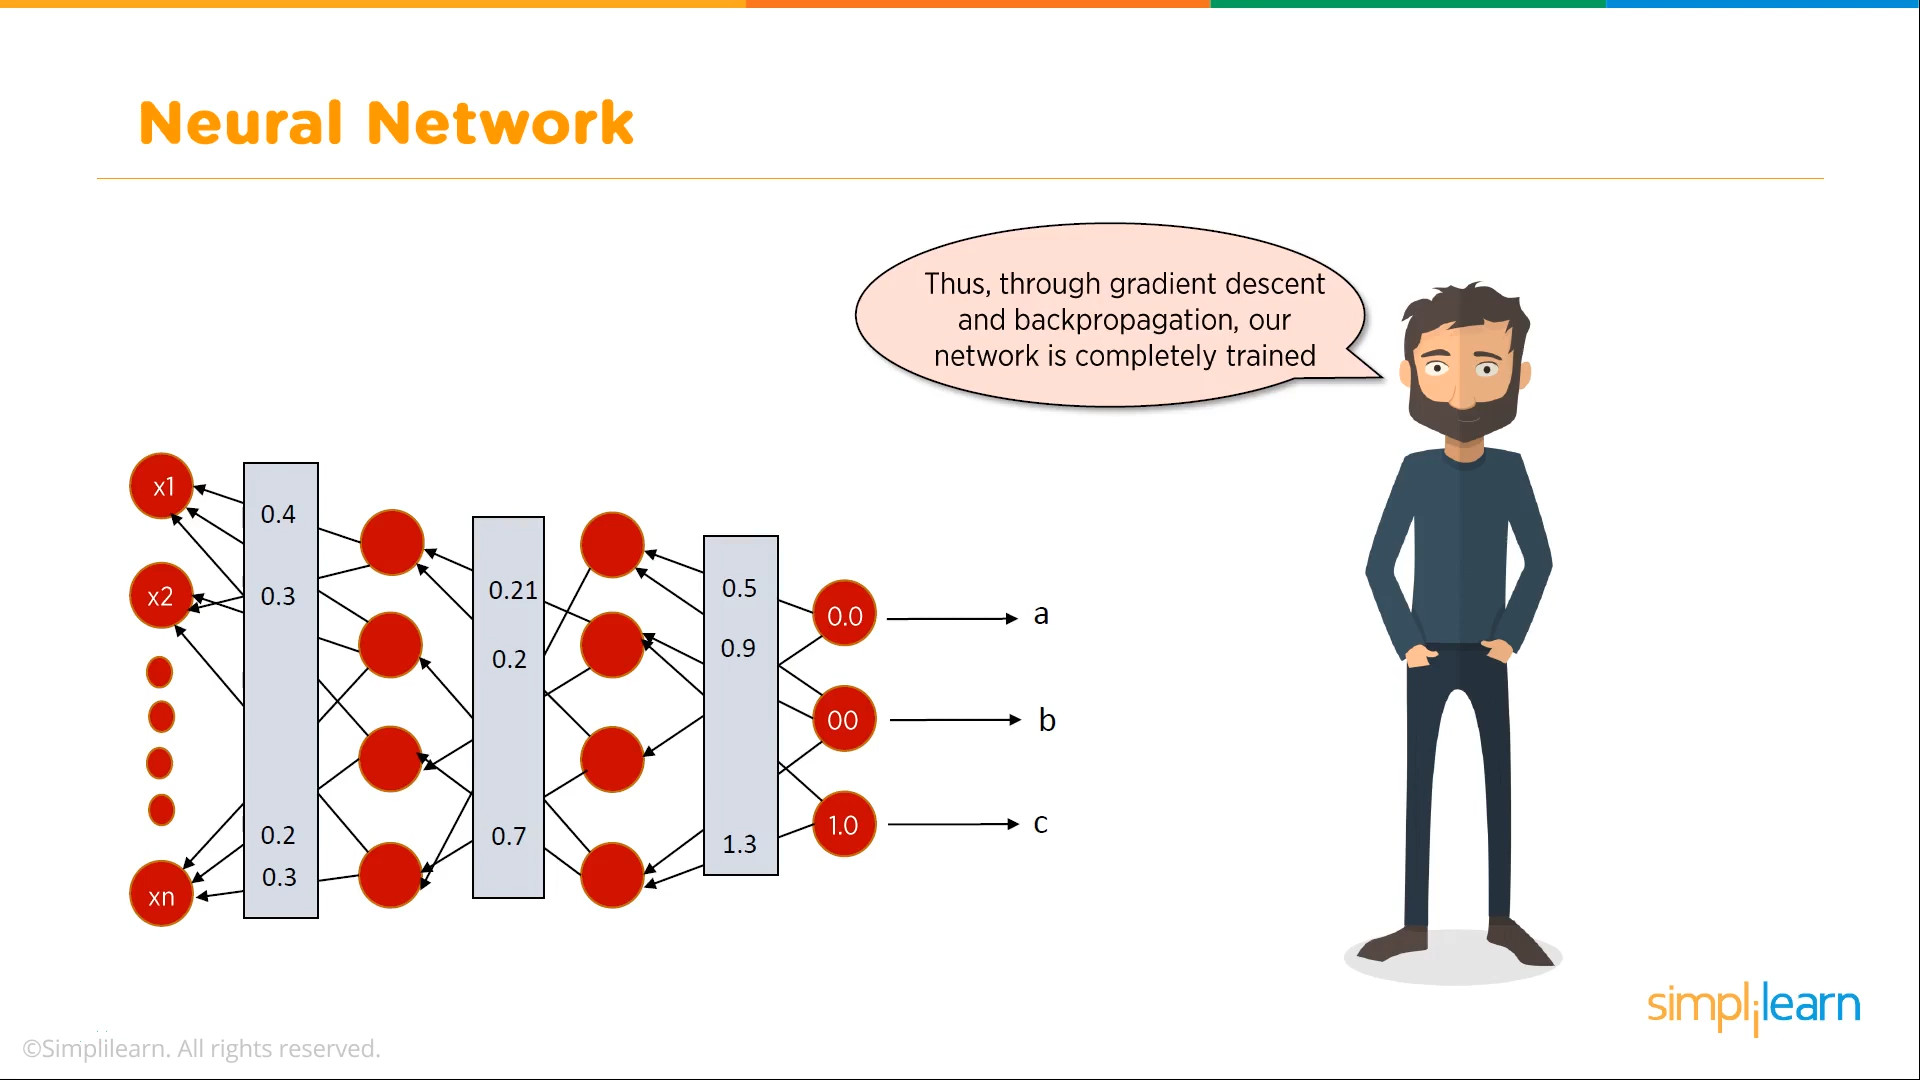 Neural Network
Thus, through gradient descent
and backpropagation, our
network is completely trained
x1
x2
xn
0.4
0.3
0.2
0.3
0.21
0.2
0.7
0.5
0.9
1.3
0.0
00
1.0
a
b
c
simplilearn
©Simplilearn. All rights reserved.